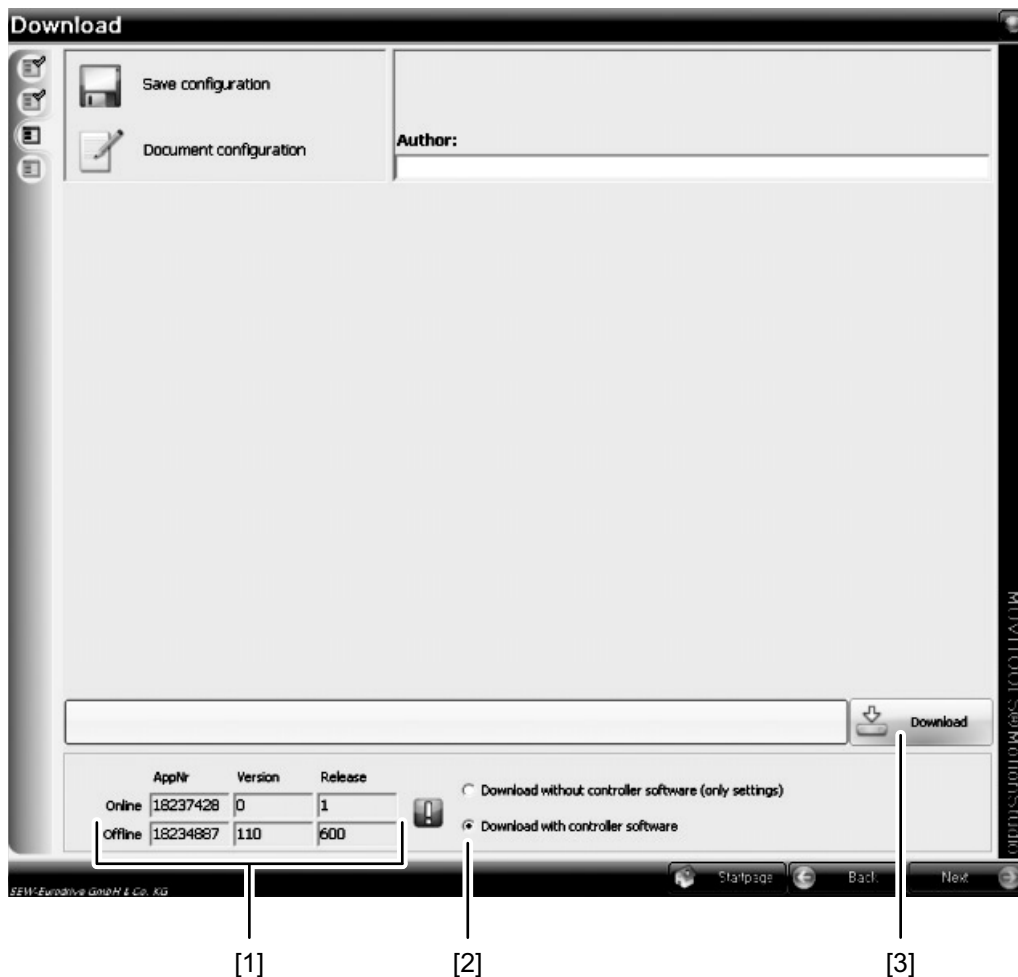 Download
Save configuration
Document configuration
Author:
MOVITOOLS®MotionStudio
Download
AppNr Version Release
Online 18237428 0 1
Offline 18234887 110 600
Download without controller software (only settings)
Download with controller software
SEW-Eurodrive GmbH & Co. KG
Startpage Back Next
[1] [2] [3]